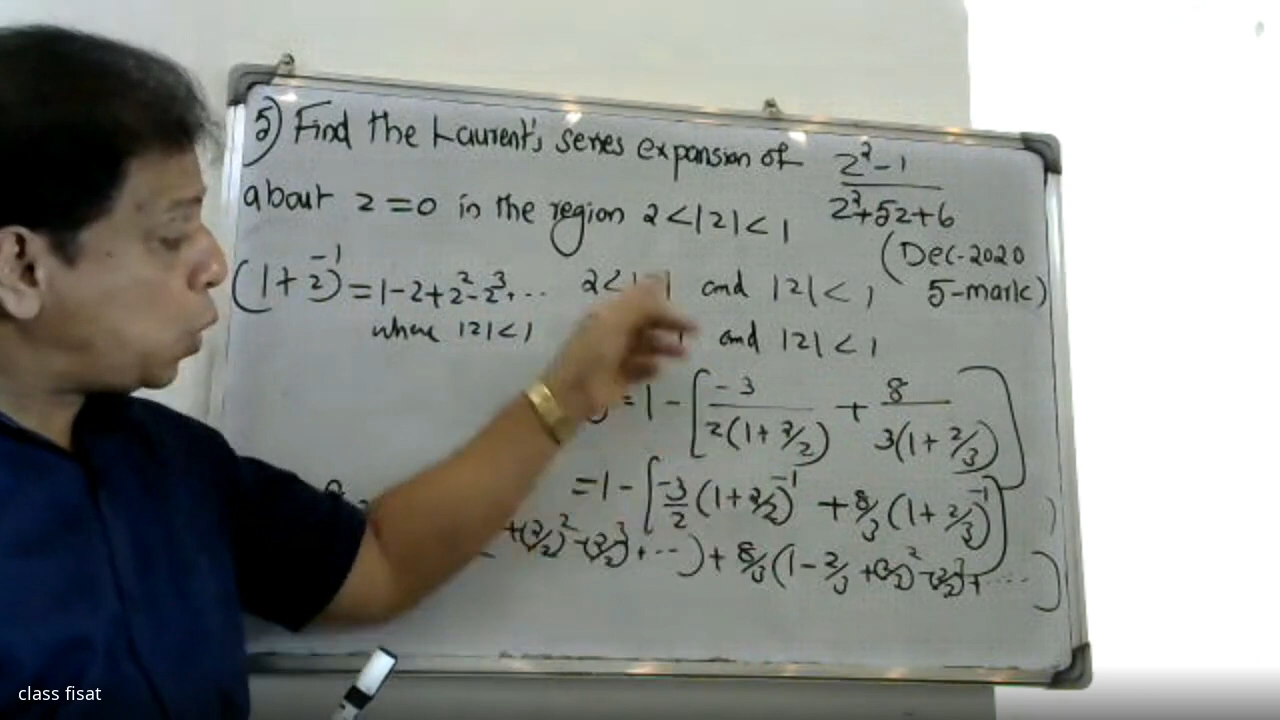 5) Find the Laurent's series expansion of z²-1 / z²+5z+6
about z=0 in the region 2<|z|<1
(Dec-2020
5-mark)
(1+z)⁻¹ = 1-z+z²-z³+... 2<|z| and |z|<1
where |z|<1 and |z|<1
=1-[-3/2(1+z/2) + 8/3(1+z/3)]
=1-[-3/2(1+z/2)⁻¹ + 8/3(1+z/3)⁻¹]
+(z/2)²-(z/2)³+...)+8/3(1-z/3+(z/2)²-(z/2)³+...)
class fisat